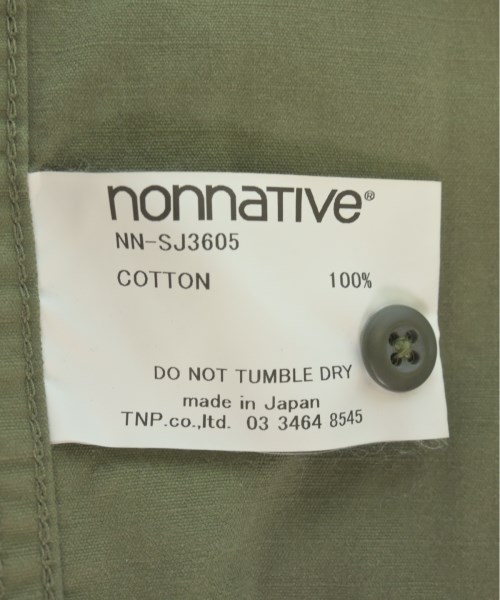 nonnative®
NN-SJ3605
COTTON 100%
DO NOT TUMBLE DRY
made in Japan
TNP.co.,ltd. 03 3464 8545